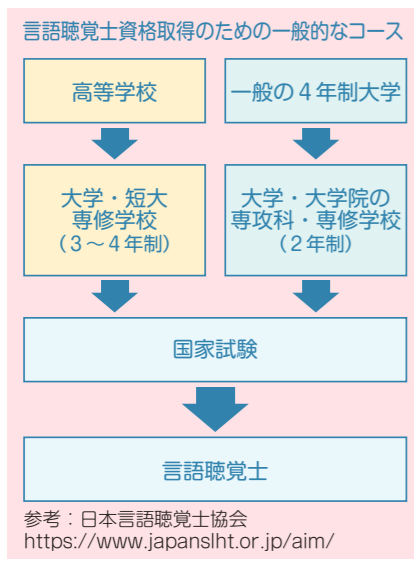 言語聴覚士資格取得のための一般的なコース
高等学校
一般の4年制大学
大学・短大
専修学校
（3～4年制）
大学・大学院の
専攻科・専修学校
（2年制）
国家試験
言語聴覚士
参考：日本言語聴覚士協会
https://www.japanslht.or.jp/aim/